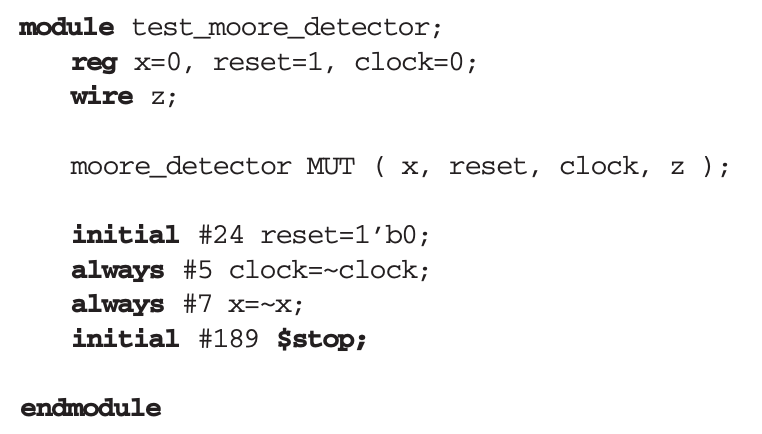 module test_moore_detector;
reg x=0, reset=1, clock=0;
wire z;
moore_detector MUT ( x, reset, clock, z );
initial #24 reset=1’b0;
always #5 clock=~clock;
always #7 x=~x;
initial #189 $stop;
endmodule